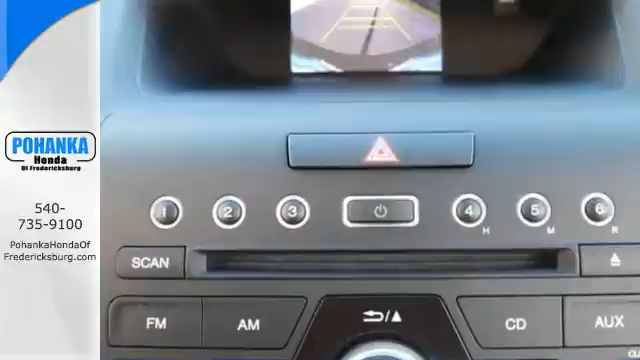 POHANKA
Honda
Of Fredericksburg
540-
735-9100
PohankaHondaOf
Fredericksburg.com
1 2 3 4 5 6
H M R
SCAN
FM AM CD AUX